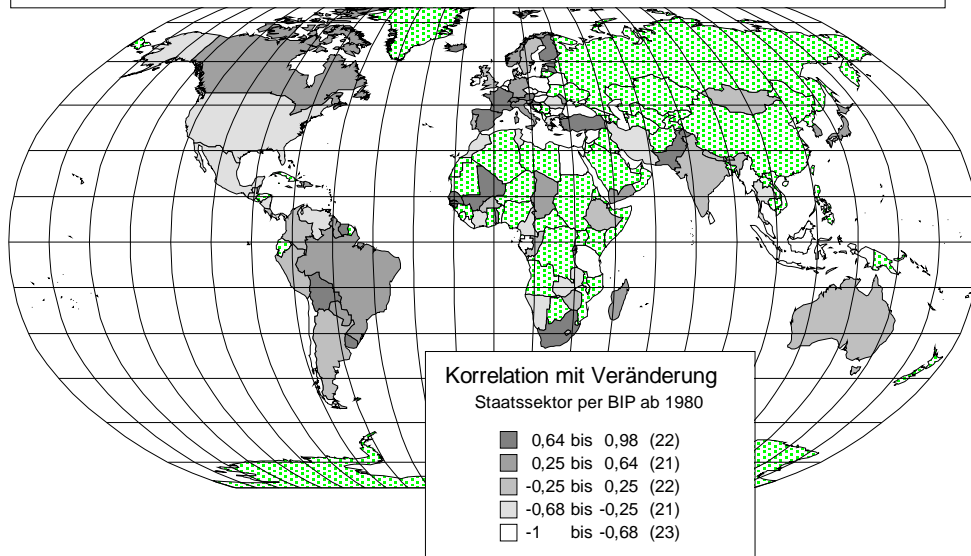 Korrelation mit Veränderung
Staatssektor per BIP ab 1980
0,64 bis 0,98 (22)
0,25 bis 0,64 (21)
-0,25 bis 0,25 (22)
-0,68 bis -0,25 (21)
-1 bis -0,68 (23)